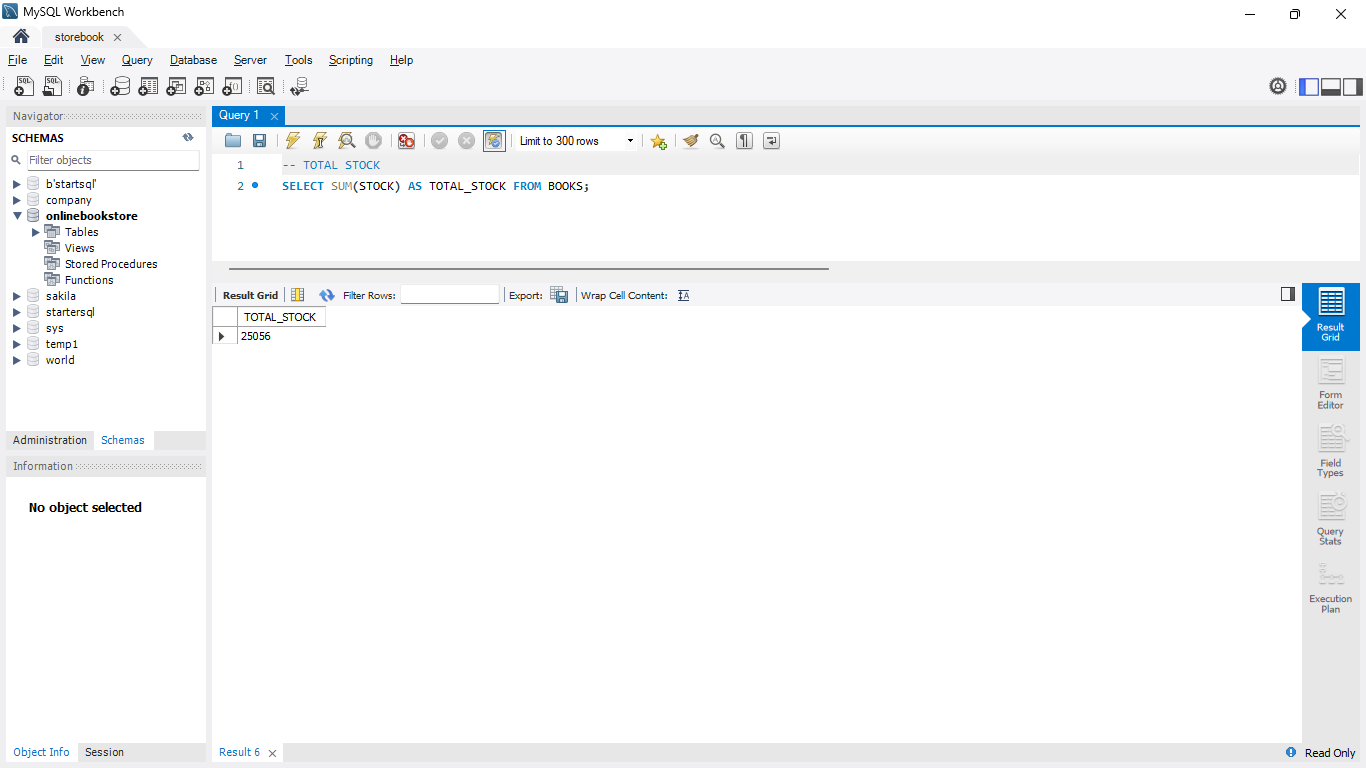 MySQL Workbench
storebook
File Edit View Query Database Server Tools Scripting Help
Navigator
SCHEMAS
Filter objects
b'startsql'
company
onlinebookstore
Tables
Views
Stored Procedures
Functions
sakila
startersql
sys
temp1
world
Administration Schemas
Information
No object selected
Object Info Session
Query 1
Limit to 300 rows
1 -- TOTAL STOCK
2 SELECT SUM(STOCK) AS TOTAL_STOCK FROM BOOKS;
Result Grid Filter Rows: Export: Wrap Cell Content:
TOTAL_STOCK
25056
Result
Grid
Form
Editor
Field
Types
Query
Stats
Execution
Plan
Result 6
Read Only